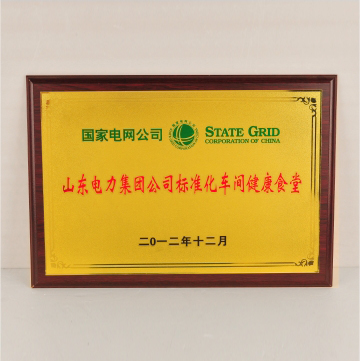 国家电网公司 STATE GRID
CORPORATION OF CHINA
山东电力集团公司标准化车间健康食堂
二0一二年十二月